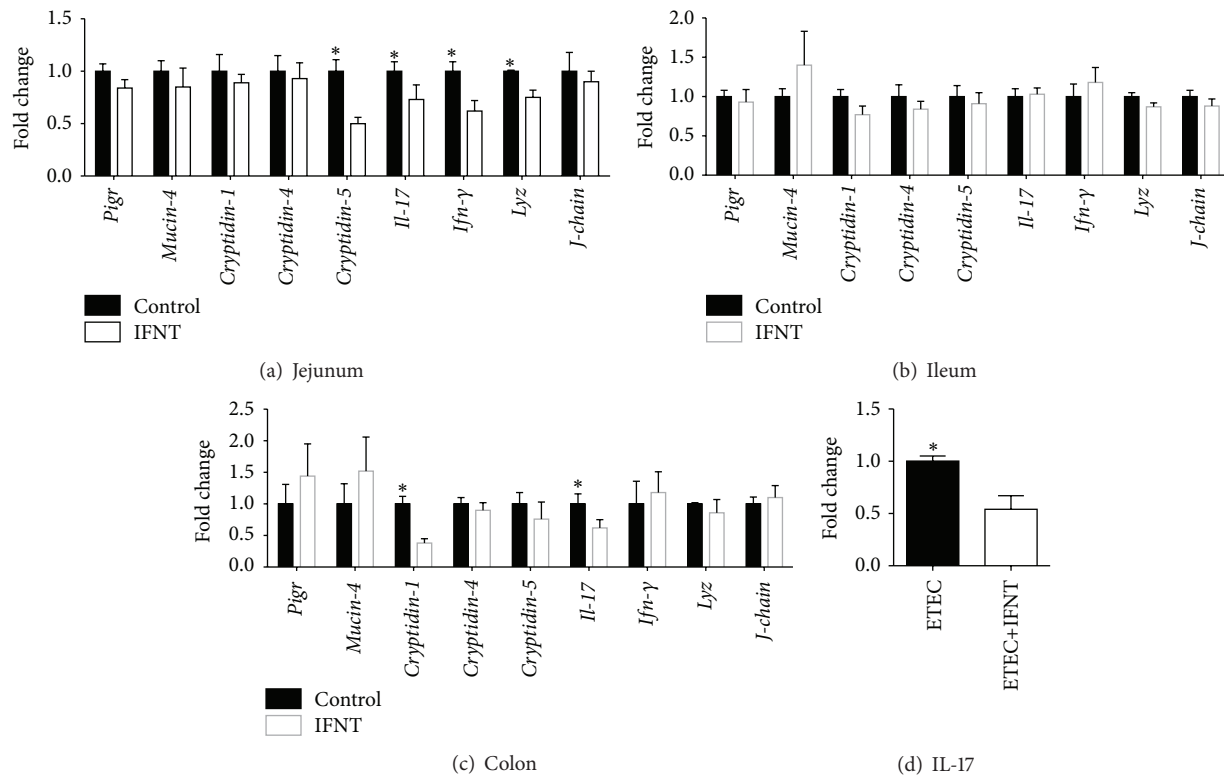 Fold change
1.5
1.0
0.5
0.0
*
*
*
*
Pigr
Mucin-4
Cryptidin-1
Cryptidin-4
Cryptidin-5
Il-17
Ifn-γ
Lyz
J-chain
Control
IFNT
(a) Jejunum
Fold change
2.0
1.5
1.0
0.5
0.0
Pigr
Mucin-4
Cryptidin-1
Cryptidin-4
Cryptidin-5
Il-17
Ifn-γ
Lyz
J-chain
Control
IFNT
(b) Ileum
Fold change
2.5
2.0
1.5
1.0
0.5
0.0
*
*
Pigr
Mucin-4
Cryptidin-1
Cryptidin-4
Cryptidin-5
Il-17
Ifn-γ
Lyz
J-chain
Control
IFNT
(c) Colon
Fold change
1.5
1.0
0.5
0.0
*
ETEC
ETEC+IFNT
(d) IL-17